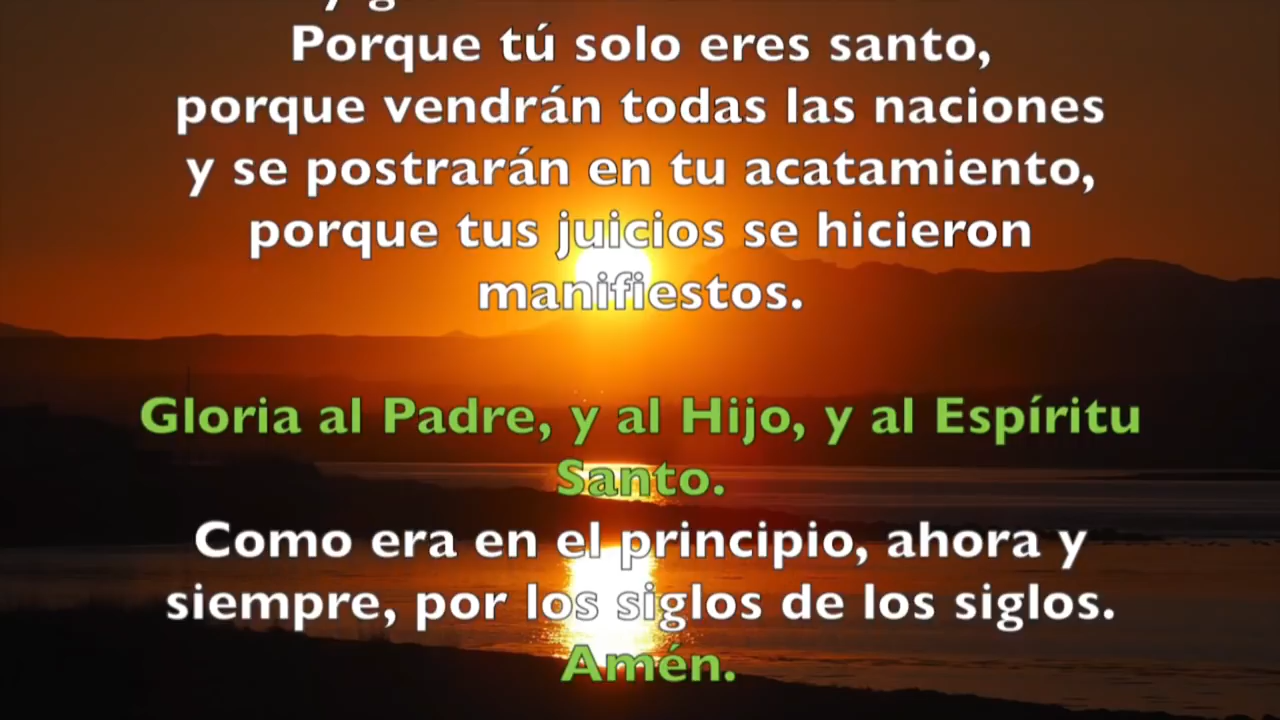 Porque tú solo eres santo,
porque vendrán todas las naciones
y se postrarán en tu acatamiento,
porque tus juicios se hicieron
manifiestos.
Gloria al Padre, y al Hijo, y al Espíritu
Santo.
Como era en el principio, ahora y
siempre, por los siglos de los siglos.
Amén.